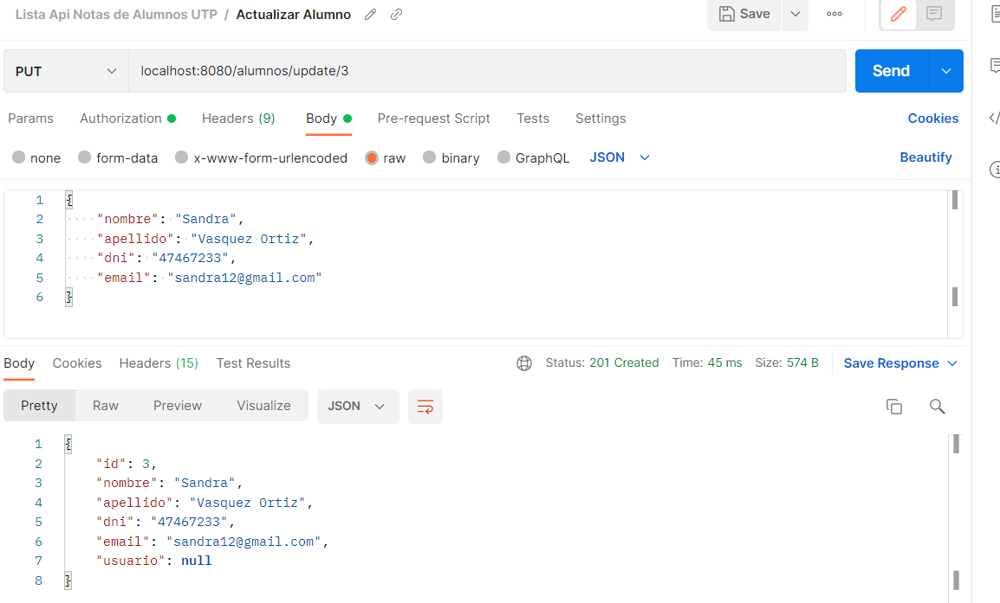 Lista Api Notas de Alumnos UTP / Actualizar Alumno
Save
PUT
localhost:8080/alumnos/update/3
Send
Params Authorization Headers (9) Body Pre-request Script Tests Settings Cookies
none form-data x-www-form-urlencoded raw binary GraphQL JSON Beautify
1 {
2 ····"nombre":·"Sandra",
3 ····"apellido":·"Vasquez·Ortiz",
4 ····"dni":·"47467233",
5 ····"email":·"sandra12@gmail.com"
6 }
Body Cookies Headers (15) Test Results Status: 201 Created Time: 45 ms Size: 574 B Save Response
Pretty Raw Preview Visualize JSON
1 {
2 "id": 3,
3 "nombre": "Sandra",
4 "apellido": "Vasquez Ortiz",
5 "dni": "47467233",
6 "email": "sandra12@gmail.com",
7 "usuario": null
8 }